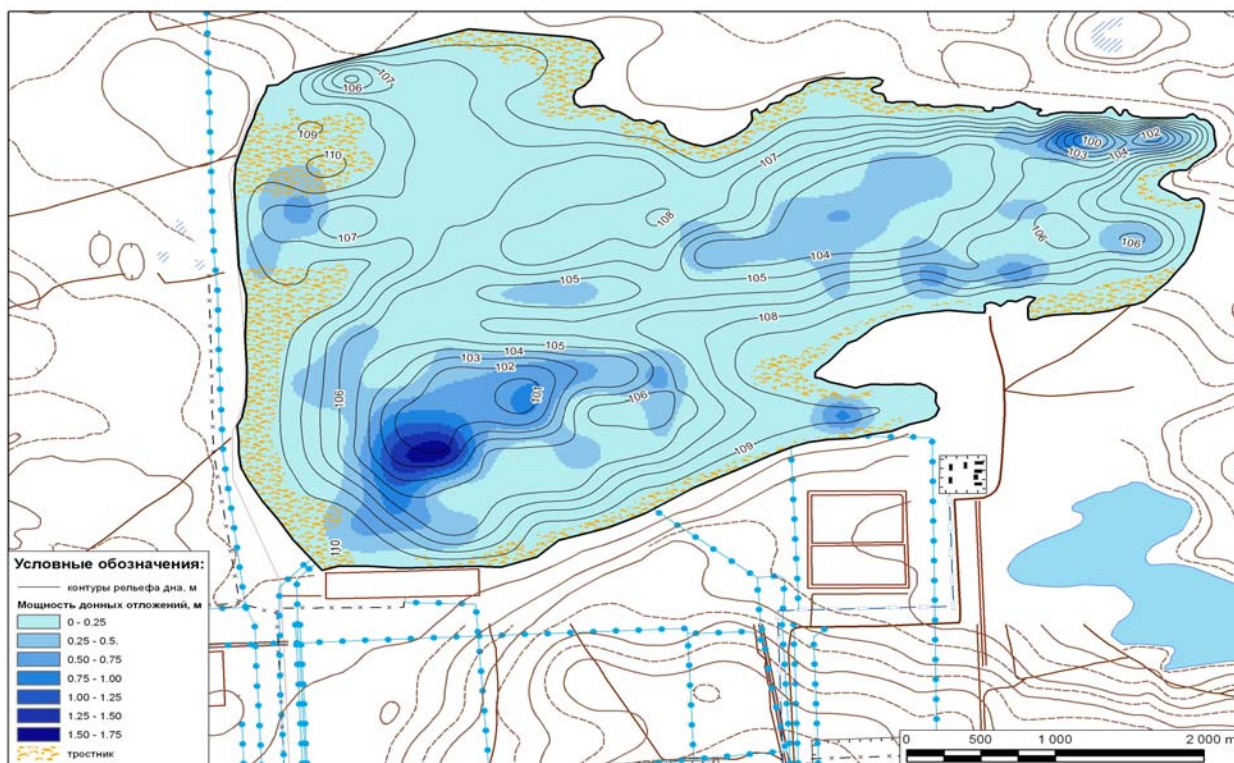 107
106
109
110
107
107
108
100
102
103
104
106
106
104
105
105
108
105
104
103
102
101
106
106
109
110
Условные обозначения:
контуры рельефа дна, м
Мощность донных отложений, м
0 - 0.25
0.25 - 0.5.
0.50 - 0.75
0.75 - 1.00
1.00 - 1.25
1.25 - 1.50
1.50 - 1.75
тростник
0 500 1 000 2 000 m